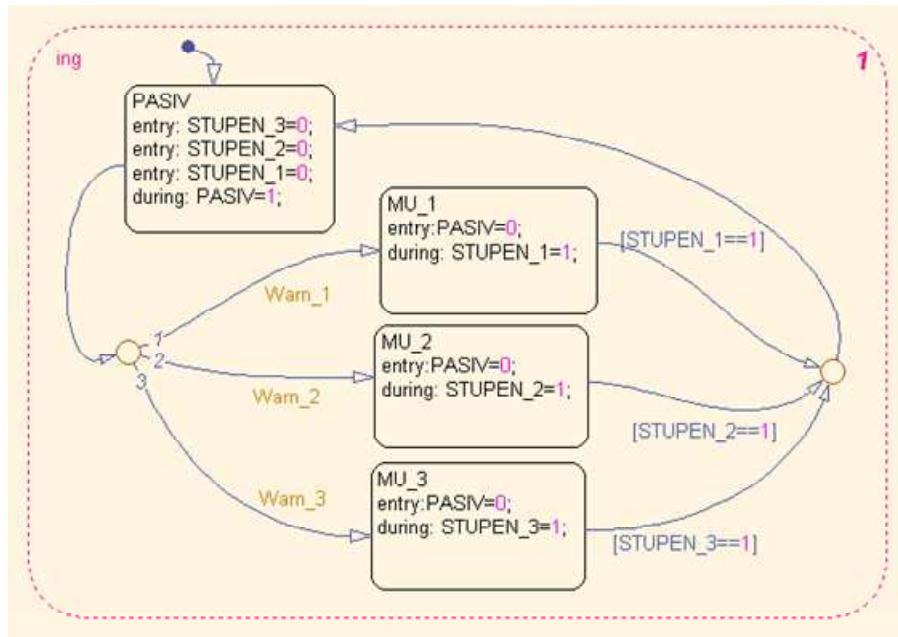 ing
1
PASIV
entry: STUPEN_3=0;
entry: STUPEN_2=0;
entry: STUPEN_1=0;
during: PASIV=1;
MU_1
entry:PASIV=0;
during: STUPEN_1=1;
[STUPEN_1==1]
Warn_1
1
2
3
MU_2
entry:PASIV=0;
during: STUPEN_2=1;
Warn_2
[STUPEN_2==1]
MU_3
entry:PASIV=0;
during: STUPEN_3=1;
Warn_3
[STUPEN_3==1]